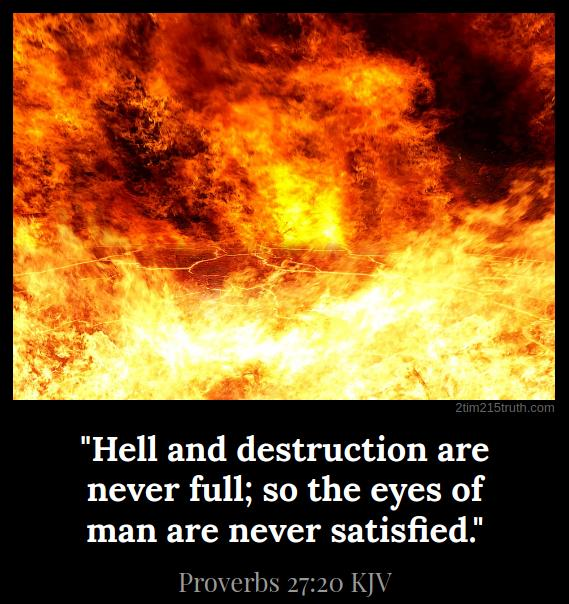 2tim215truth.com
"Hell and destruction are
never full; so the eyes of
man are never satisfied."
Proverbs 27:20 KJV